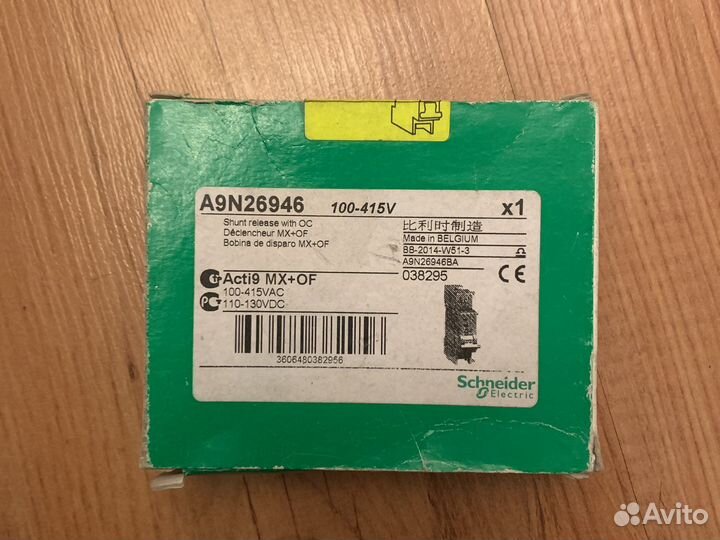 A9N26946 100-415V x1
Shunt release with OC
Déclencheur MX+OF
Bobina de disparo MX+OF
比利时制造
Made in BELGIUM
BB-2014-W51-3
A9N26946BA
038295 CE
Acti9 MX+OF
100-415VAC
110-130VDC
3606480382956
Schneider
Electric
Avito